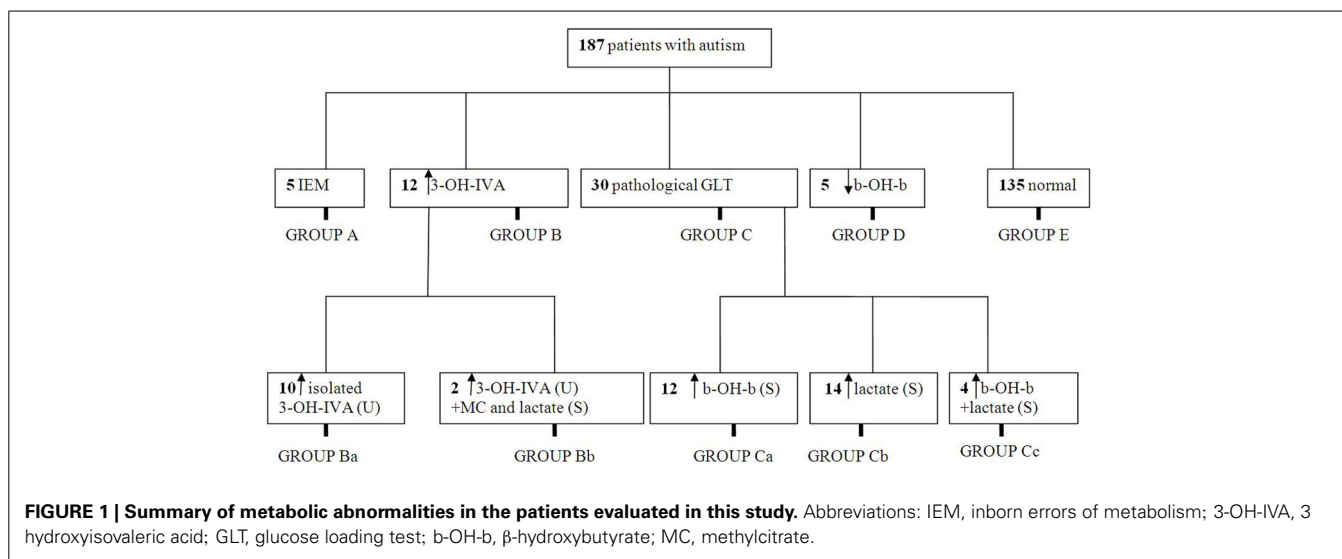 187 patients with autism
5 IEM
12 ↑3-OH-IVA
30 pathological GLT
5 ↓b-OH-b
135 normal
GROUP A
GROUP B
GROUP C
GROUP D
GROUP E
10 ↑isolated
3-OH-IVA (U)
2 ↑3-OH-IVA (U)
+MC and lactate (S)
12 ↑ b-OH-b (S)
14 ↑ lactate (S)
4 ↑b-OH-b
+lactate (S)
GROUP Ba
GROUP Bb
GROUP Ca
GROUP Cb
GROUP Cc
FIGURE 1 | Summary of metabolic abnormalities in the patients evaluated in this study. Abbreviations: IEM, inborn errors of metabolism; 3-OH-IVA, 3
hydroxyisovaleric acid; GLT, glucose loading test; b-OH-b, β-hydroxybutyrate; MC, methylcitrate.